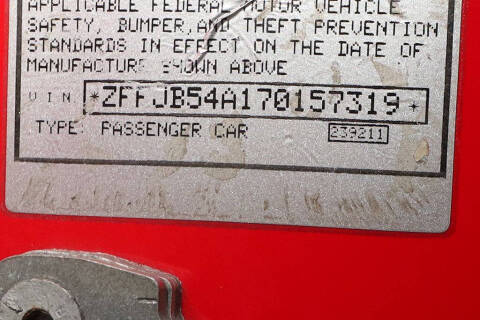 APPLICABLE FEDERAL MOTOR VEHICLE
SAFETY, BUMPER, AND THEFT PREVENTION
STANDARDS IN EFFECT ON THE DATE OF
MANUFACTURE SHOWN ABOVE
VIN *ZFFJB54A170157319*
TYPE: PASSENGER CAR 239211